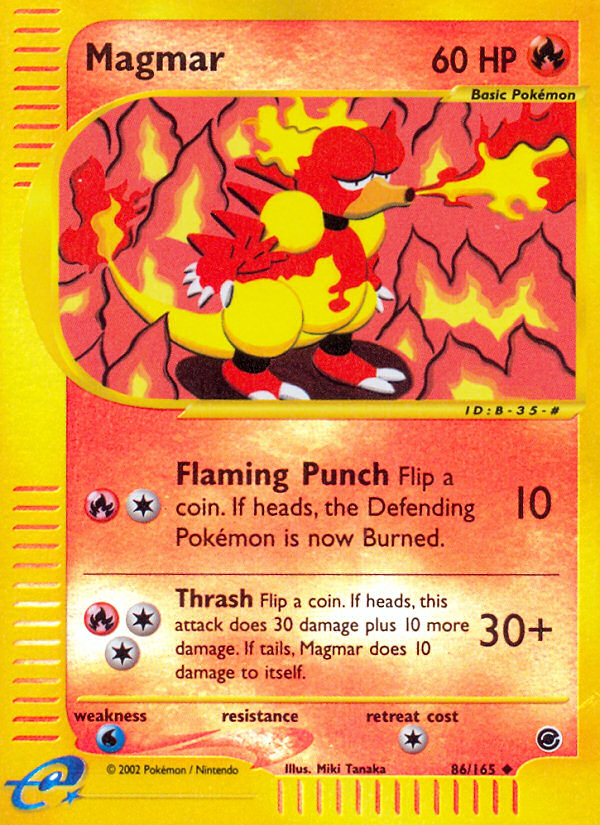 Magmar 60 HP
Basic Pokémon
ID:B-35-#
Flaming Punch Flip a
coin. If heads, the Defending
Pokémon is now Burned.
10
Thrash Flip a coin. If heads, this
attack does 30 damage plus 10 more
damage. If tails, Magmar does 10
damage to itself.
30+
weakness resistance retreat cost
© 2002 Pokémon / Nintendo Illus. Miki Tanaka 86/165
e